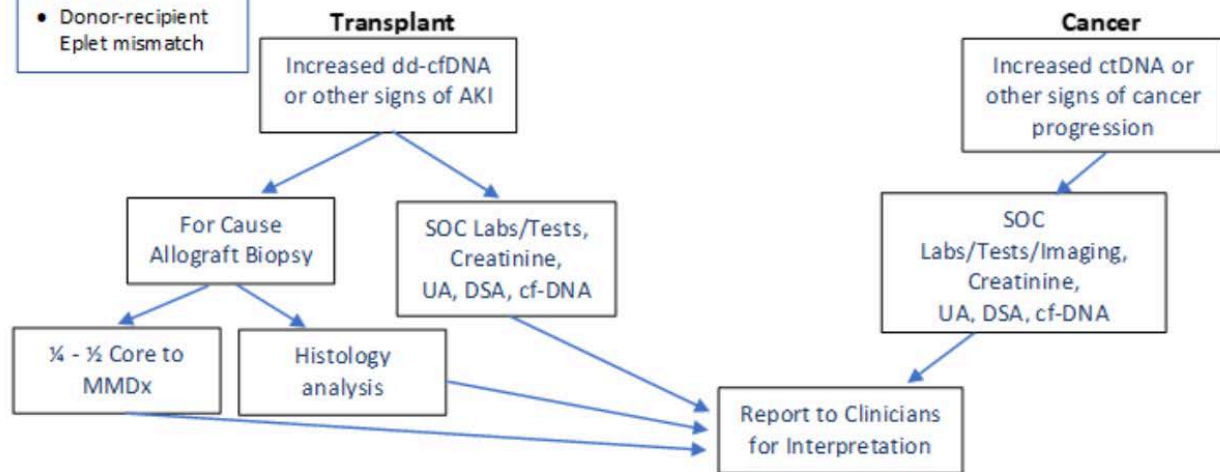 • Donor-recipient
Eplet mismatch
Transplant
Increased dd-cfDNA
or other signs of AKI
For Cause
Allograft Biopsy
SOC Labs/Tests,
Creatinine,
UA, DSA, cf-DNA
¼ - ½ Core to
MMDx
Histology
analysis
Cancer
Increased ctDNA or
other signs of cancer
progression
SOC
Labs/Tests/Imaging,
Creatinine,
UA, DSA, cf-DNA
Report to Clinicians
for Interpretation